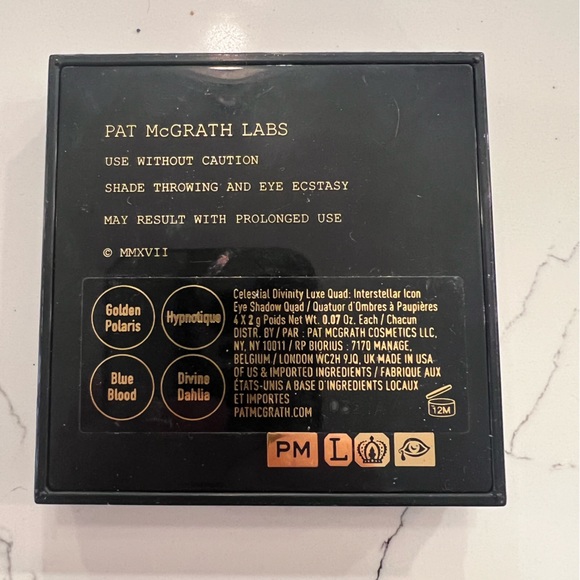 PAT McGRATH LABS
USE WITHOUT CAUTION
SHADE THROWING AND EYE ECSTASY
MAY RESULT WITH PROLONGED USE
© MMXVII
Golden
Polaris
Hypnotique
Blue
Blood
Divine
Dahlia
Celestial Divinity Luxe Quad: Interstellar Icon
Eye Shadow Quad / Quatuor d'Ombres à Paupières
4 X 2 g Poids Net Wt. 0.07 Oz. Each / Chacun
DISTR. BY / PAR : PAT MCGRATH COSMETICS LLC,
NY, NY 10011 / RP BIORIUS : 7170 MANAGE,
BELGIUM / LONDON WC2H 9JQ, UK MADE IN USA
OF US & IMPORTED INGREDIENTS / FABRIQUE AUX
ÉTATS-UNIS A BASE D'INGREDIENTS LOCAUX
ET IMPORTES
PATMCGRATH.COM
12M
PM L